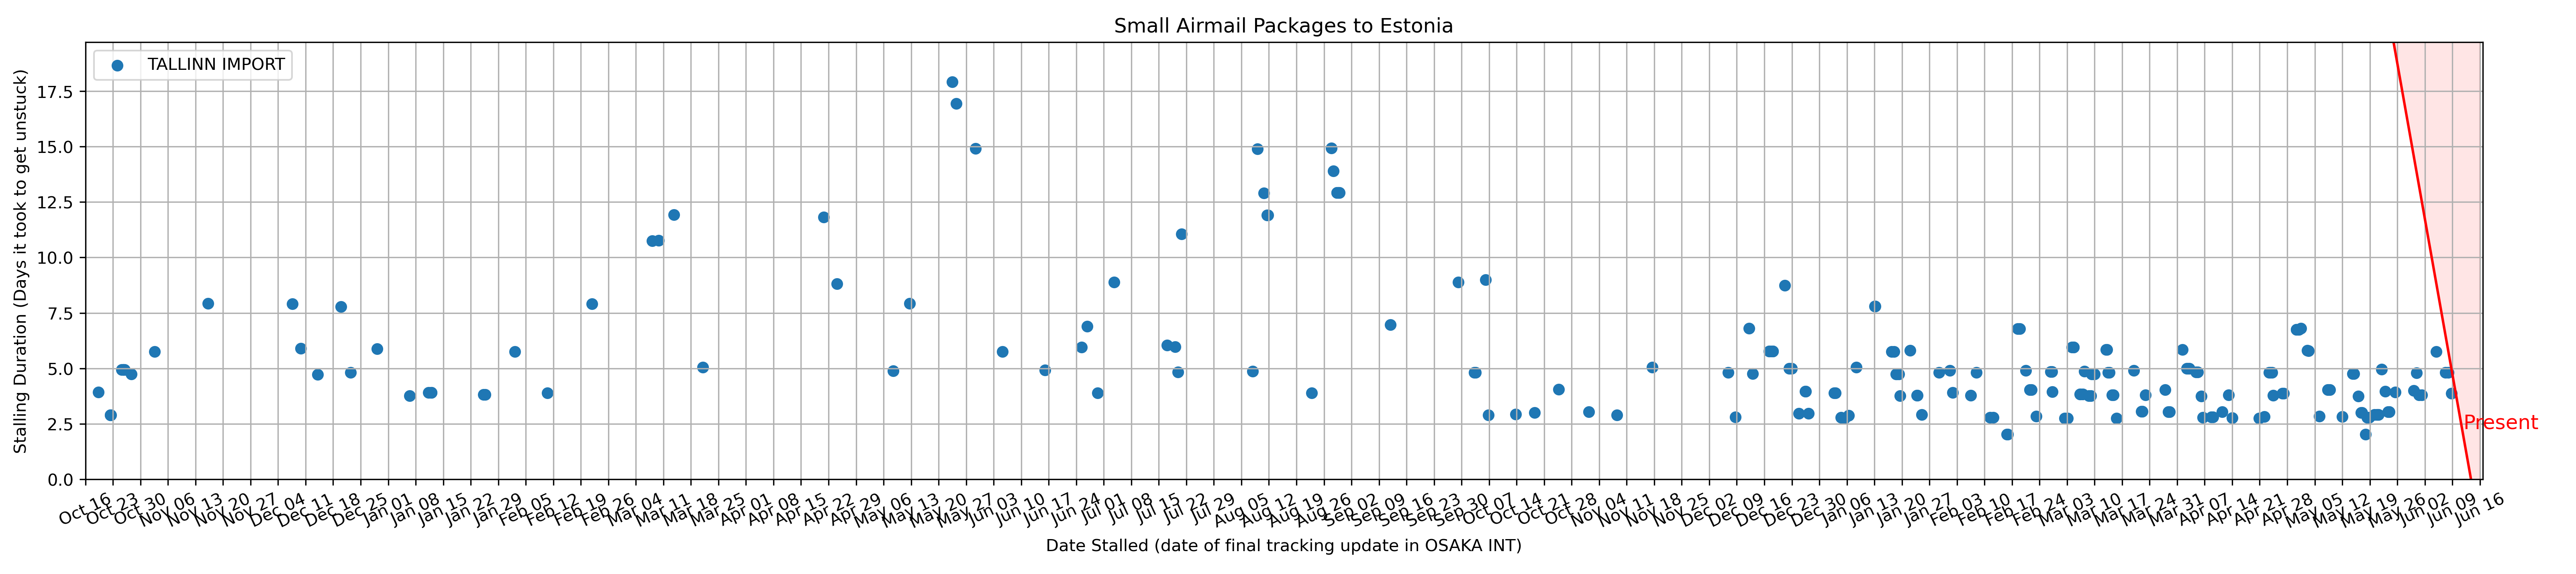 Small Airmail Packages to Estonia
TALLINN IMPORT
Stalling Duration (Days it took to get unstuck)
17.5
15.0
12.5
10.0
7.5
5.0
2.5
0.0
Present
Oct 16 Oct 23 Oct 30 Nov 06 Nov 13 Nov 20 Nov 27 Dec 04 Dec 11 Dec 18 Dec 25 Jan 01 Jan 08 Jan 15 Jan 22 Jan 29 Feb 05 Feb 12 Feb 19 Feb 26 Mar 04 Mar 11 Mar 18 Mar 25 Apr 01 Apr 08 Apr 15 Apr 22 Apr 29 May 06 May 13 May 20 May 27 Jun 03 Jun 10 Jun 17 Jun 24 Jul 01 Jul 08 Jul 15 Jul 22 Jul 29 Aug 05 Aug 12 Aug 19 Aug 26 Sep 02 Sep 09 Sep 16 Sep 23 Sep 30 Oct 07 Oct 14 Oct 21 Oct 28 Nov 04 Nov 11 Nov 18 Nov 25 Dec 02 Dec 09 Dec 16 Dec 23 Dec 30 Jan 06 Jan 13 Jan 20 Jan 27 Feb 03 Feb 10 Feb 17 Feb 24 Mar 03 Mar 10 Mar 17 Mar 24 Mar 31 Apr 07 Apr 14 Apr 21 Apr 28 May 05 May 12 May 19 May 26 Jun 02 Jun 09 Jun 16
Date Stalled (date of final tracking update in OSAKA INT)